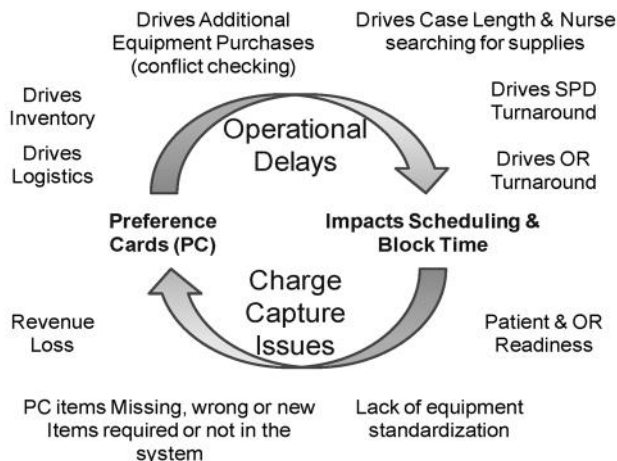 Drives Additional
Equipment Purchases
(conflict checking)
Drives Case Length & Nurse
searching for supplies
Drives
Inventory
Drives
Logistics
Operational
Delays
Drives SPD
Turnaround
Drives OR
Turnaround
Preference
Cards (PC)
Impacts Scheduling &
Block Time
Charge
Capture
Issues
Revenue
Loss
Patient & OR
Readiness
PC items Missing, wrong or new
Items required or not in the
system
Lack of equipment
standardization